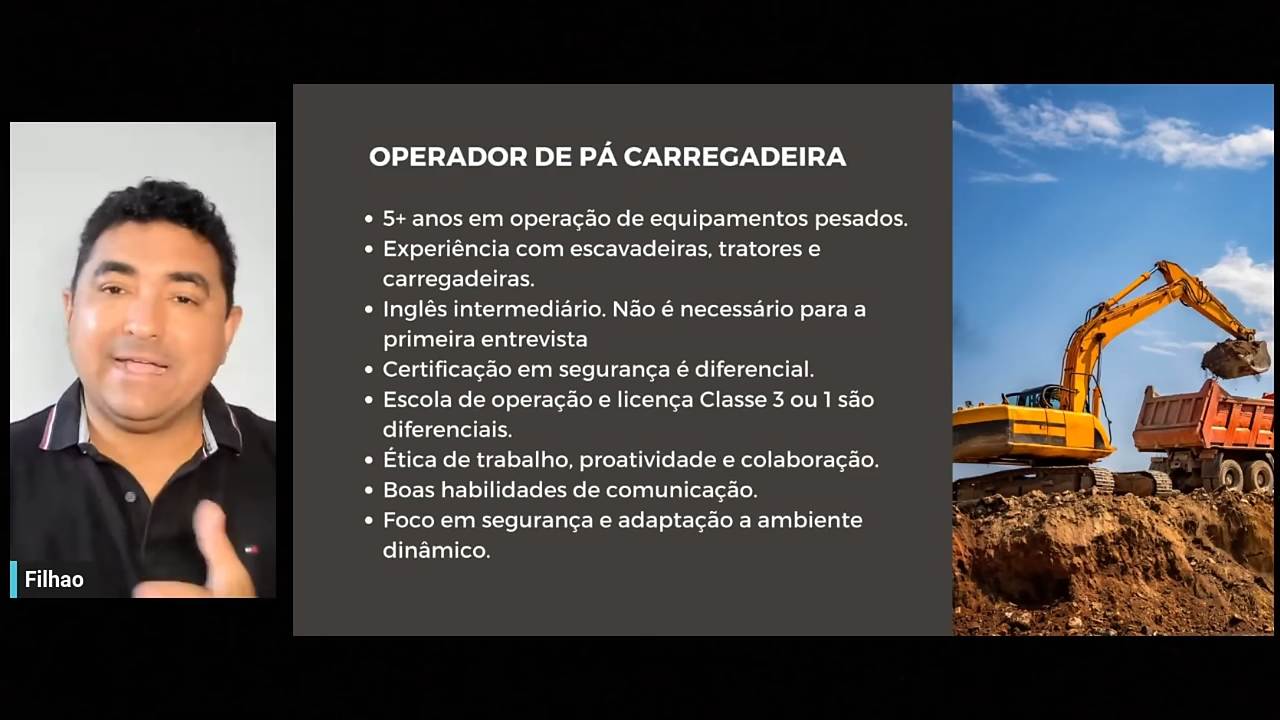 OPERADOR DE PÁ CARREGADEIRA
• 5+ anos em operação de equipamentos pesados.
• Experiência com escavadeiras, tratores e
carregadeiras.
• Inglês intermediário. Não é necessário para a
primeira entrevista
• Certificação em segurança é diferencial.
• Escola de operação e licença Classe 3 ou 1 são
diferenciais.
• Ética de trabalho, proatividade e colaboração.
• Boas habilidades de comunicação.
• Foco em segurança e adaptação a ambiente
dinâmico.
Filhao